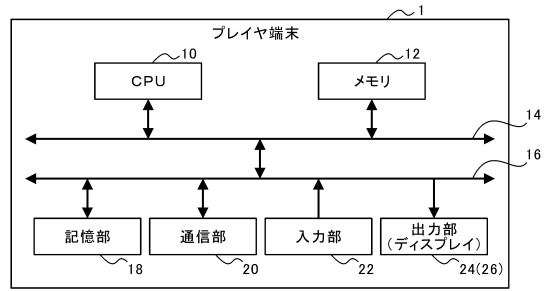 1
プレイヤ端末
10
12
CPU
メモリ
14
16
記憶部
通信部
入力部
出力部
(ディスプレイ)
18
20
22
24(26)